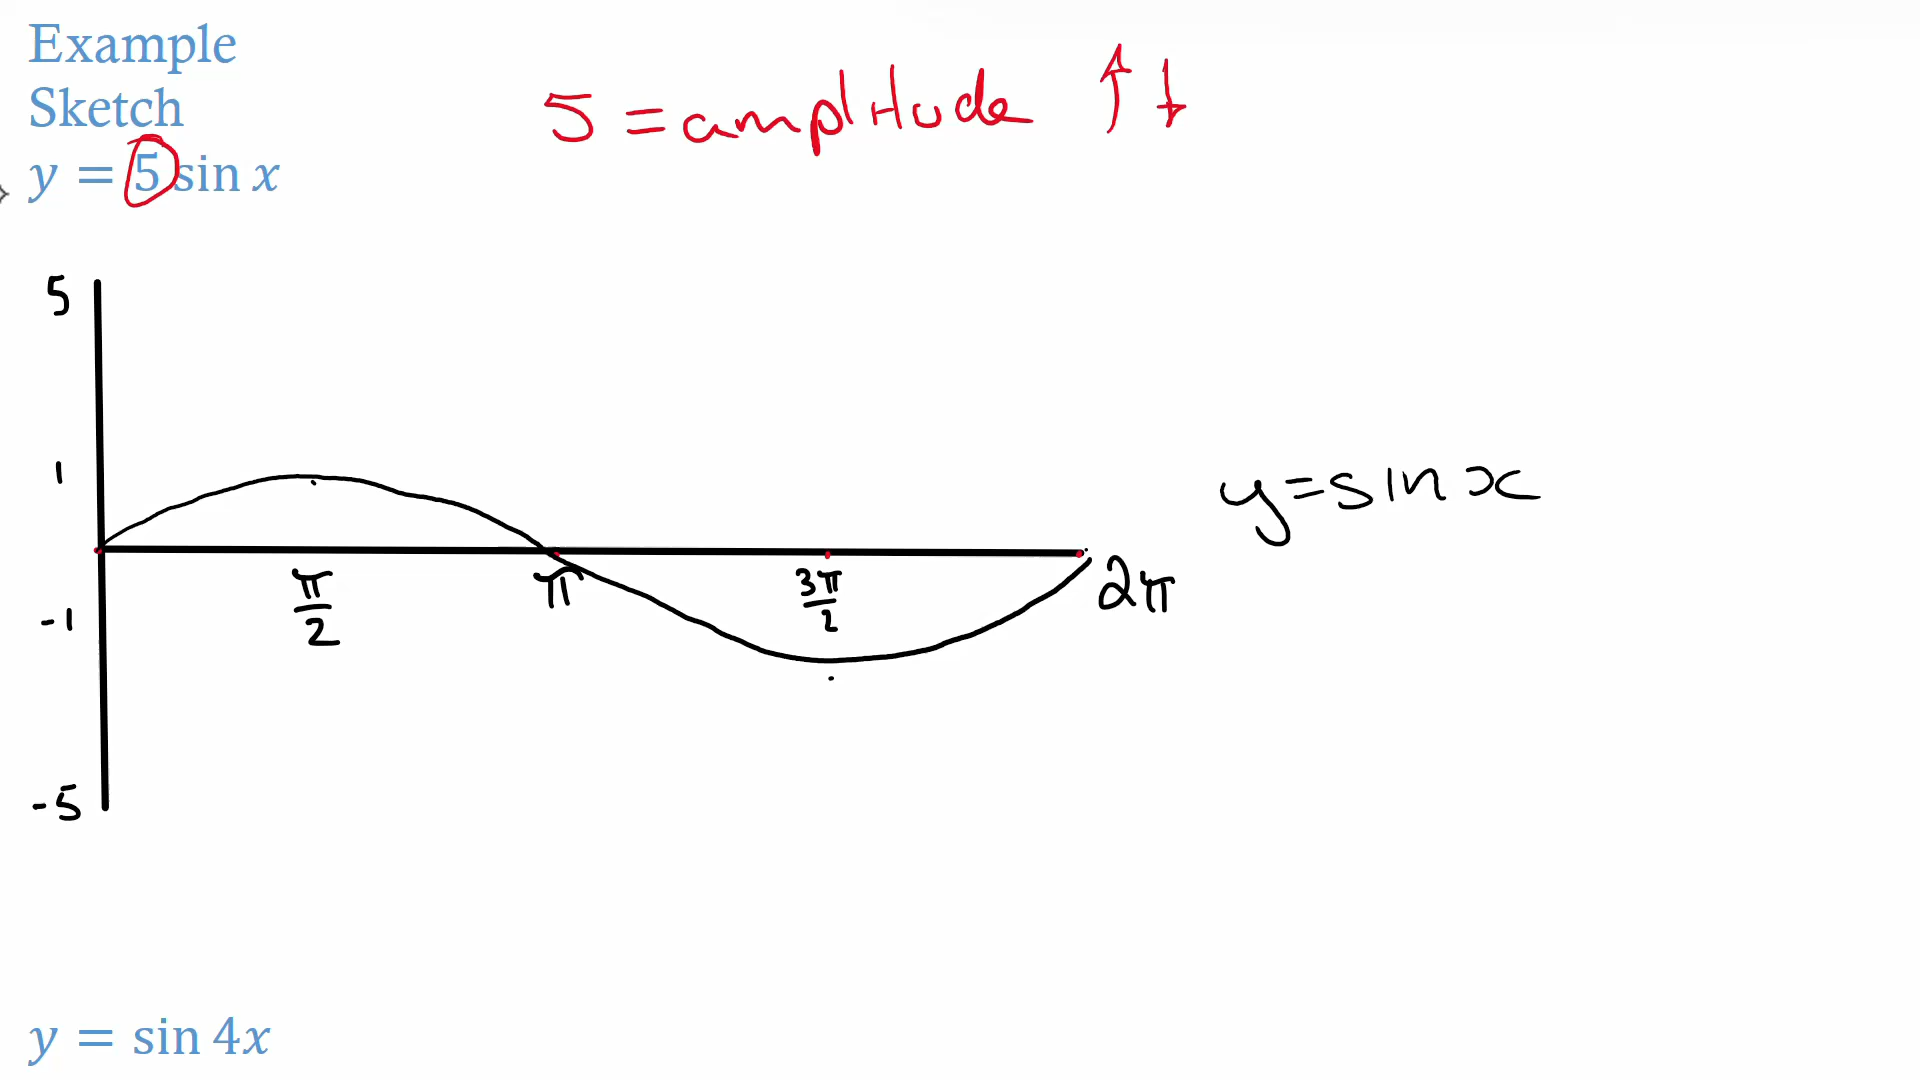 Example
Sketch
y = 5 sin x
5 = amplitude ↑ ↓
5
1
y = sin x
-1
π/2
π
3π/2
2π
-5
y = sin 4x